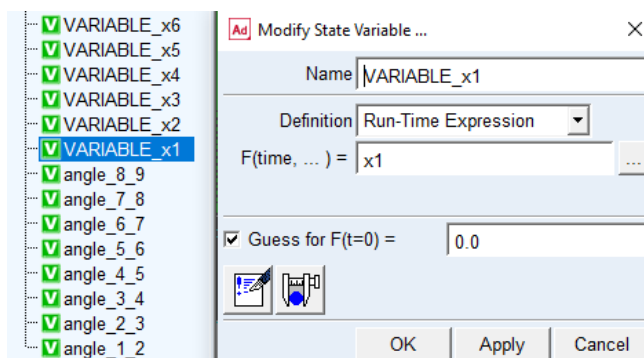 VARIABLE_x6
VARIABLE_x5
VARIABLE_x4
VARIABLE_x3
VARIABLE_x2
VARIABLE_x1
angle_8_9
angle_7_8
angle_6_7
angle_5_6
angle_4_5
angle_3_4
angle_2_3
angle_1_2
Ad Modify State Variable ...
Name VARIABLE_x1
Definition Run-Time Expression
F(time, ... ) = x1 ...
Guess for F(t=0) = 0.0
OK Apply Cancel